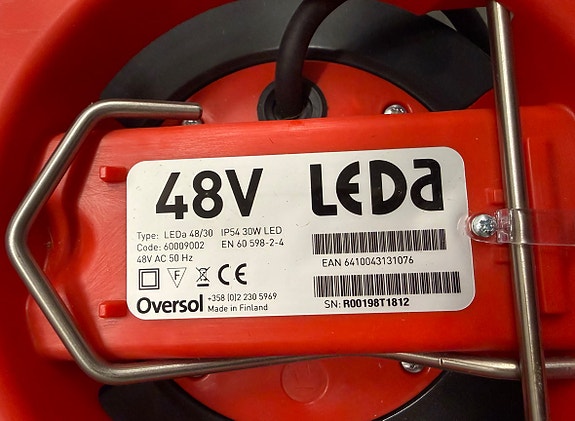 48V LEDa
Type: LEDa 48/30 IP54 30W LED
Code: 60009002 EN 60 598-2-4
48V AC 50 Hz
EAN 6410043131076
F CE
Oversol +358 (0)2 230 5969
Made in Finland
SN: R00198T1812